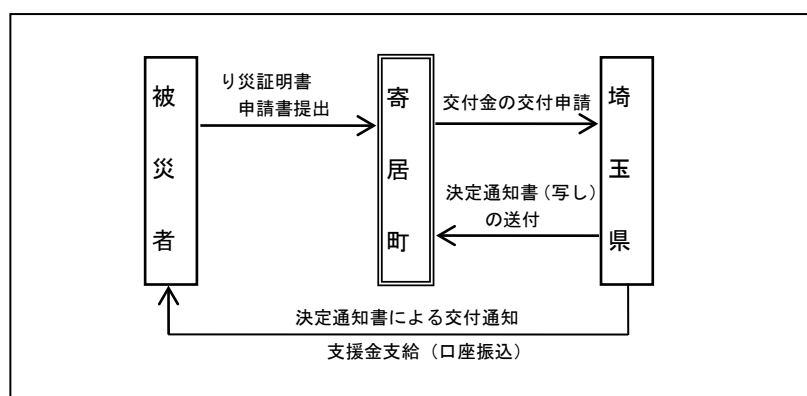 被災者
り災証明書
申請書提出
寄居町
交付金の交付申請
決定通知書（写し）
の送付
埼玉県
決定通知書による交付通知
支援金支給（口座振込）